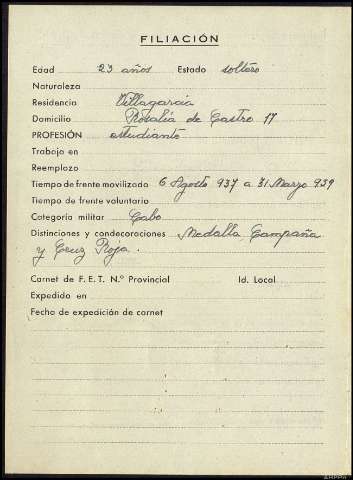 FILIACIÓN
Edad 23 años Estado soltero
Naturaleza
Residencia Villagarcia
Domicilio Rosalía de Castro 17
PROFESIÓN estudiante
Trabajo en
Reemplazo
Tiempo de frente movilizado 6 Agosto 937 a 31 Marzo 939
Tiempo de frente voluntario
Categoría militar Cabo
Distinciones y condecoraciones Medalla Campaña
y Cruz Roja.
Carnet de F. E. T. N.º Provincial Id. Local
Expedido en
Fecha de expedición de carnet
AHPPO